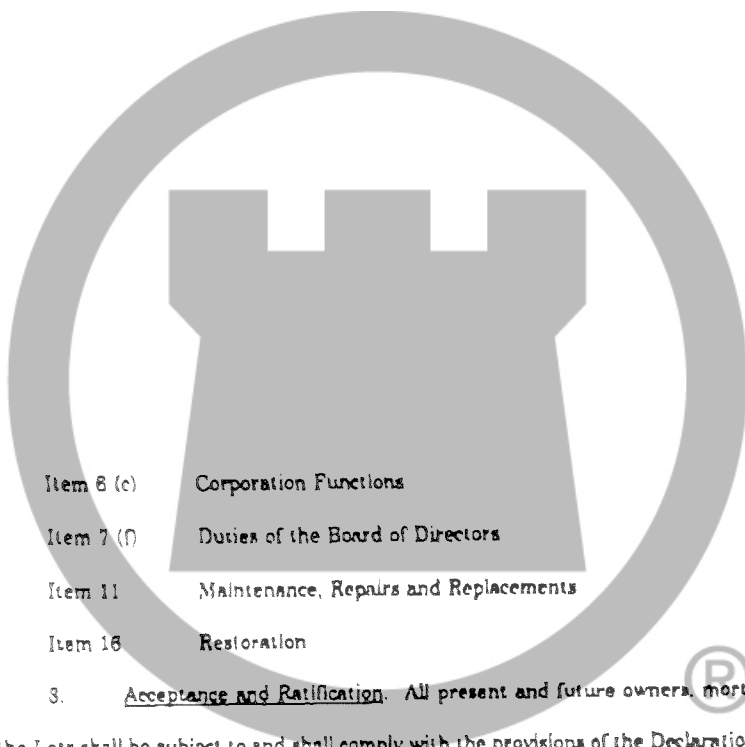 Item 6 (c) Corporation Functions
Item 7 (f) Duties of the Board of Directors
Item 11 Maintenance, Repairs and Replacements
Item 16 Restoration
3. Acceptance and Ratification. All present and future owners, mort
the Lots shall be subject to and shall comply with the provisions of the Declaratio
®